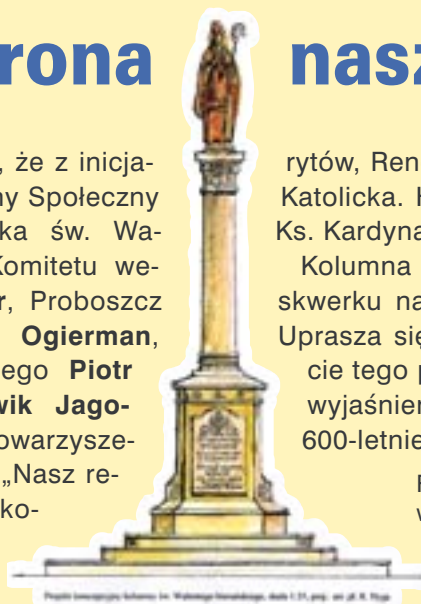 rona nasz
, że z inicja-
ny Społeczny
ka św. Wa-
Komitetu we-
r, Proboszcz
Ogierman,
ego Piotr
wik Jago-
owarzysze-
„Nasz re-
ko-
rytów, Ren
Katolicka.
Ks. Kardyna
Kolumna
skwerku na
Uprasza się
cie tego p
wyjaśnien
600-letnie